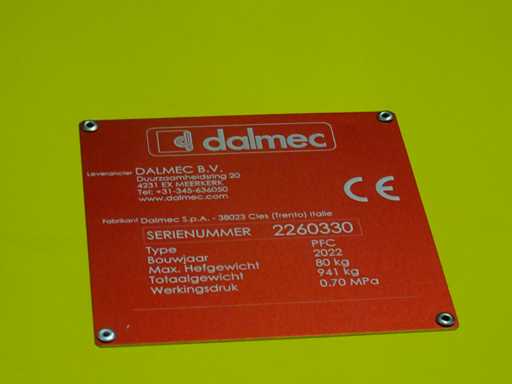 dalmec
Leverancier DALMEC B.V.
Duurzaamheidsring 20
4231 EX MEERKERK
Tel: +31-345-636050
www.dalmec.com
CE
Fabrikant Dalmec S.p.A. - 38023 Cles (Trento) Italie
SERIENUMMER 2260330
Type PFC
Bouwjaar 2022
Max. Hefgewicht 80 kg
Totaalgewicht 941 kg
Werkingsdruk 0.70 MPa